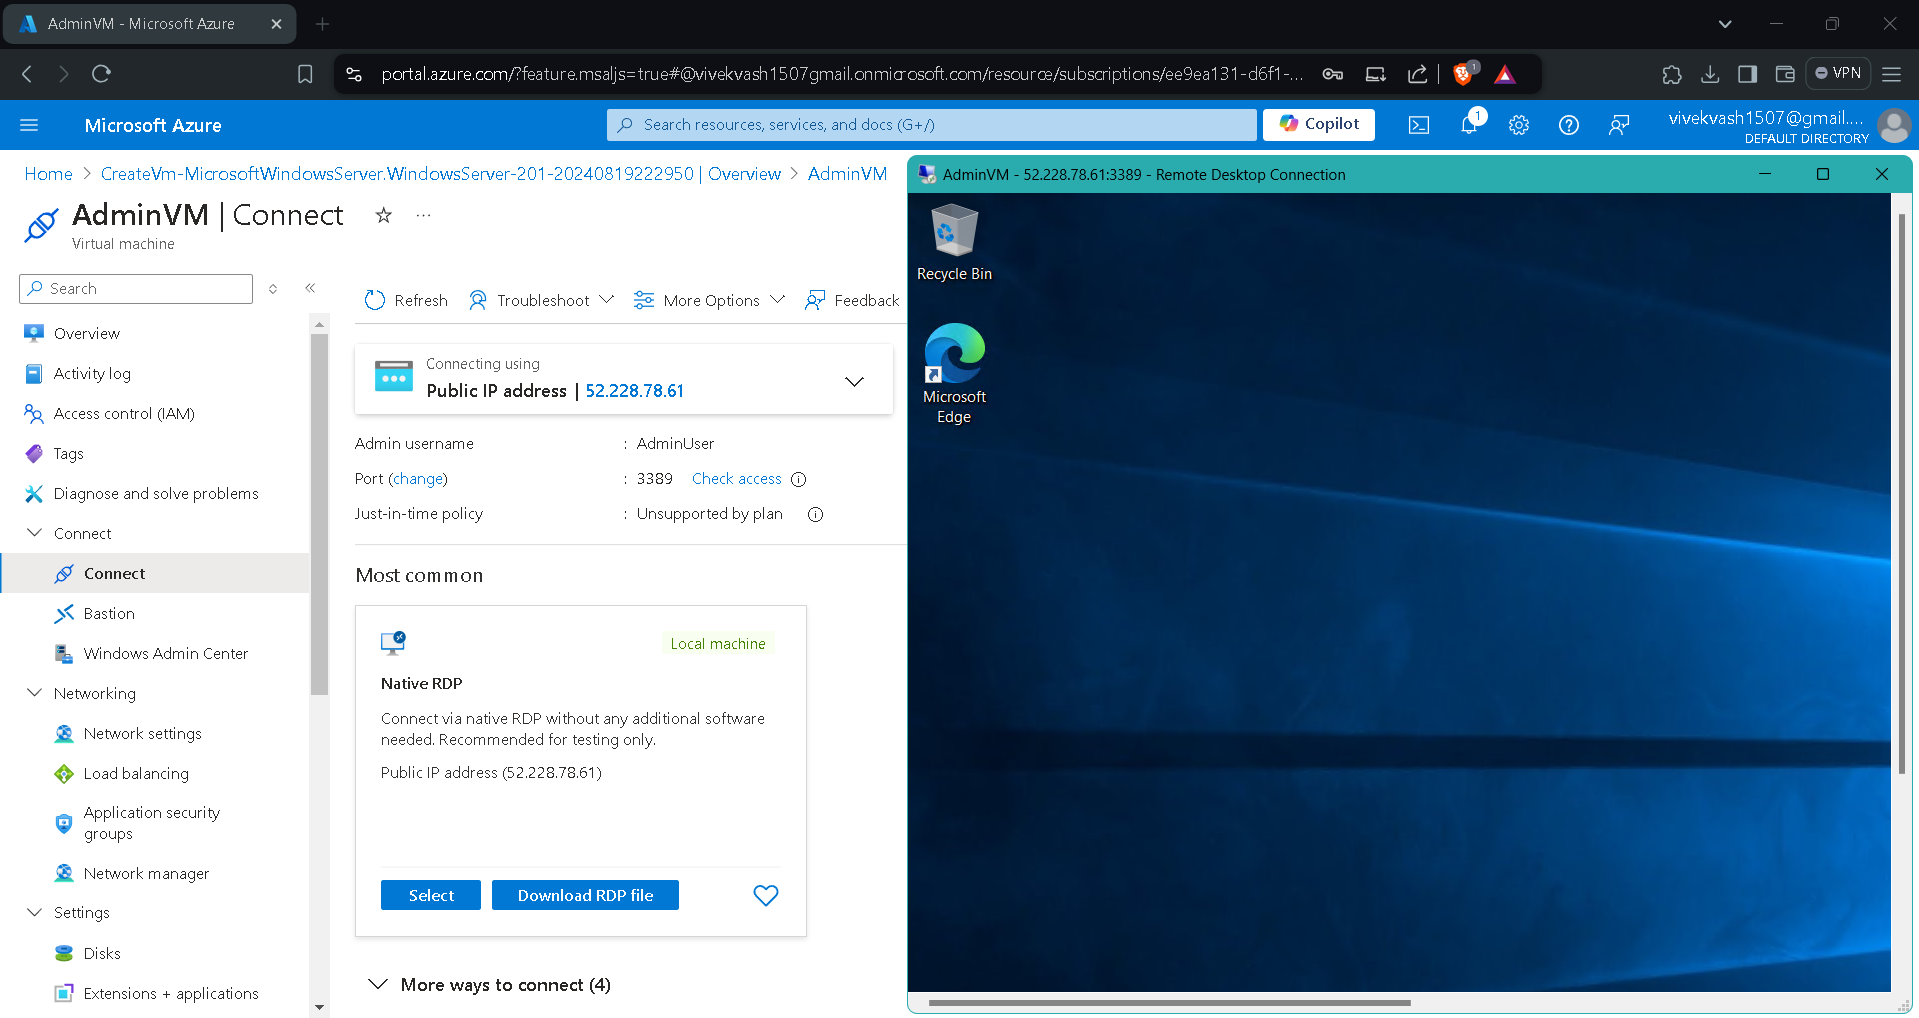 AdminVM - Microsoft Azure
portal.azure.com/?feature.msaljs=true#@vivekvash1507gmail.onmicrosoft.com/resource/subscriptions/ee9ea131-d6f1-...
1
VPN
Microsoft Azure
Search resources, services, and docs (G+/)
Copilot
1
vivekvash1507@gmail....
DEFAULT DIRECTORY
Home > CreateVm-MicrosoftWindowsServer.WindowsServer-201-20240819222950 | Overview > AdminVM
AdminVM | Connect
Virtual machine
Search
Overview
Activity log
Access control (IAM)
Tags
Diagnose and solve problems
Connect
Connect
Bastion
Windows Admin Center
Networking
Network settings
Load balancing
Application security
groups
Network manager
Settings
Disks
Extensions + applications
Refresh
Troubleshoot
More Options
Feedback
Connecting using
Public IP address | 52.228.78.61
Admin username : AdminUser
Port (change) : 3389 Check access
Just-in-time policy : Unsupported by plan
Most common
Local machine
Native RDP
Connect via native RDP without any additional software
needed. Recommended for testing only.
Public IP address (52.228.78.61)
Select
Download RDP file
More ways to connect (4)
AdminVM - 52.228.78.61:3389 - Remote Desktop Connection
Recycle Bin
Microsoft
Edge